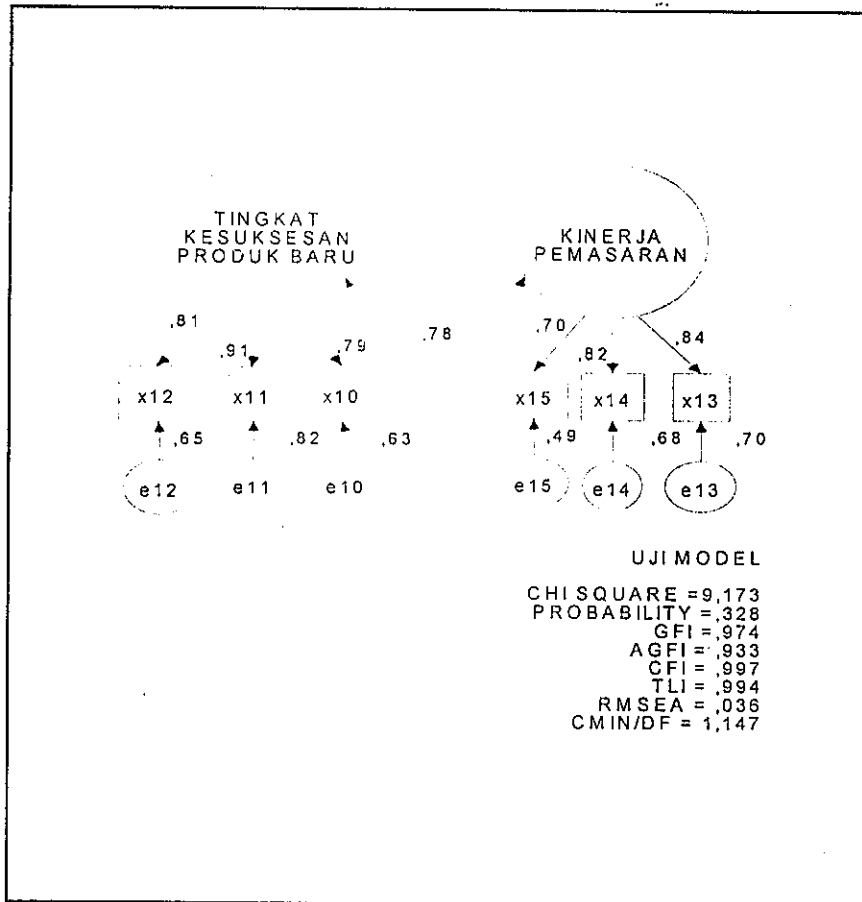 TINGKAT
KESUKSESAN
PRODUK BARU
KINERJA
PEMASARAN
,81
,91
,79
,78
,70
,82
,84
x12
x11
x10
x15
x14
x13
,65
,82
,63
,49
,68
,70
e12
e11
e10
e15
e14
e13
UJI MODEL
CHI SQUARE =9,173
PROBABILITY =,328
GFI =,974
AGFI = ,933
CFI = ,997
TLI = ,994
RMSEA = ,036
CMIN/DF = 1,147